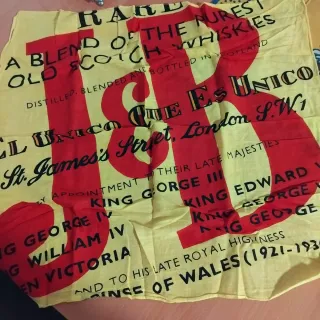 RARE
A BLEND OF THE PUREST
OLD SCOTCH WHISKIES
DISTILLED, BLENDED AND BOTTLED IN SCOTLAND
J&B
EL UNICO QUE ES UNICO
St. James's Street, London S.W.1
BY APPOINTMENT TO THEIR LATE MAJESTIES
KING GEORGE III
KING EDWARD
KING GEORGE IV
KING GEORGE
KING WILLIAM IV
KING GEORGE
QUEEN VICTORIA
AND TO HIS LATE ROYAL HIGHNESS
PRINCE OF WALES (1921-193